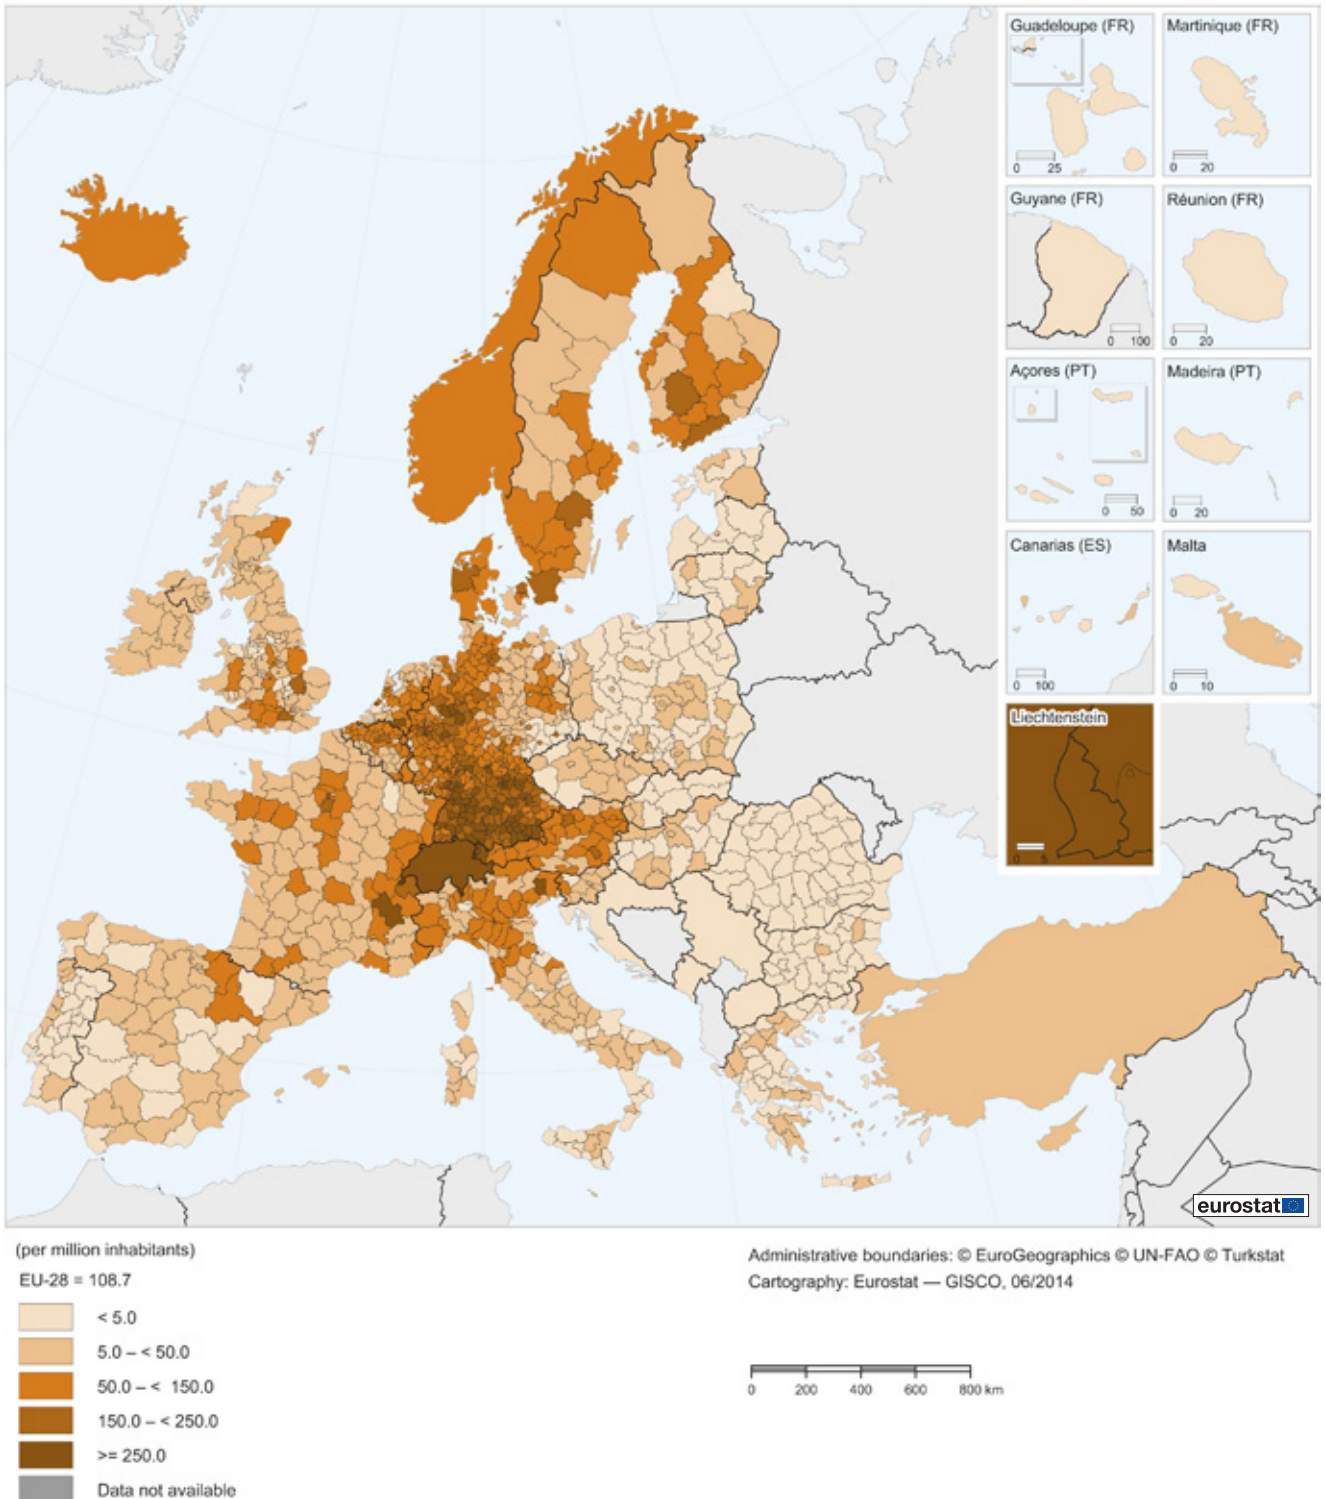 Guadeloupe (FR)
0 25
Martinique (FR)
0 20
Guyane (FR)
0 100
Réunion (FR)
0 20
Açores (PT)
0 50
Madeira (PT)
0 20
Canarias (ES)
0 100
Malta
0 10
Liechtenstein
0 5
eurostat
(per million inhabitants)
EU-28 = 108.7
< 5.0
5.0 – < 50.0
50.0 – < 150.0
150.0 – < 250.0
>= 250.0
Data not available
Administrative boundaries: © EuroGeographics © UN-FAO © Turkstat
Cartography: Eurostat — GISCO, 06/2014
0 200 400 600 800 km